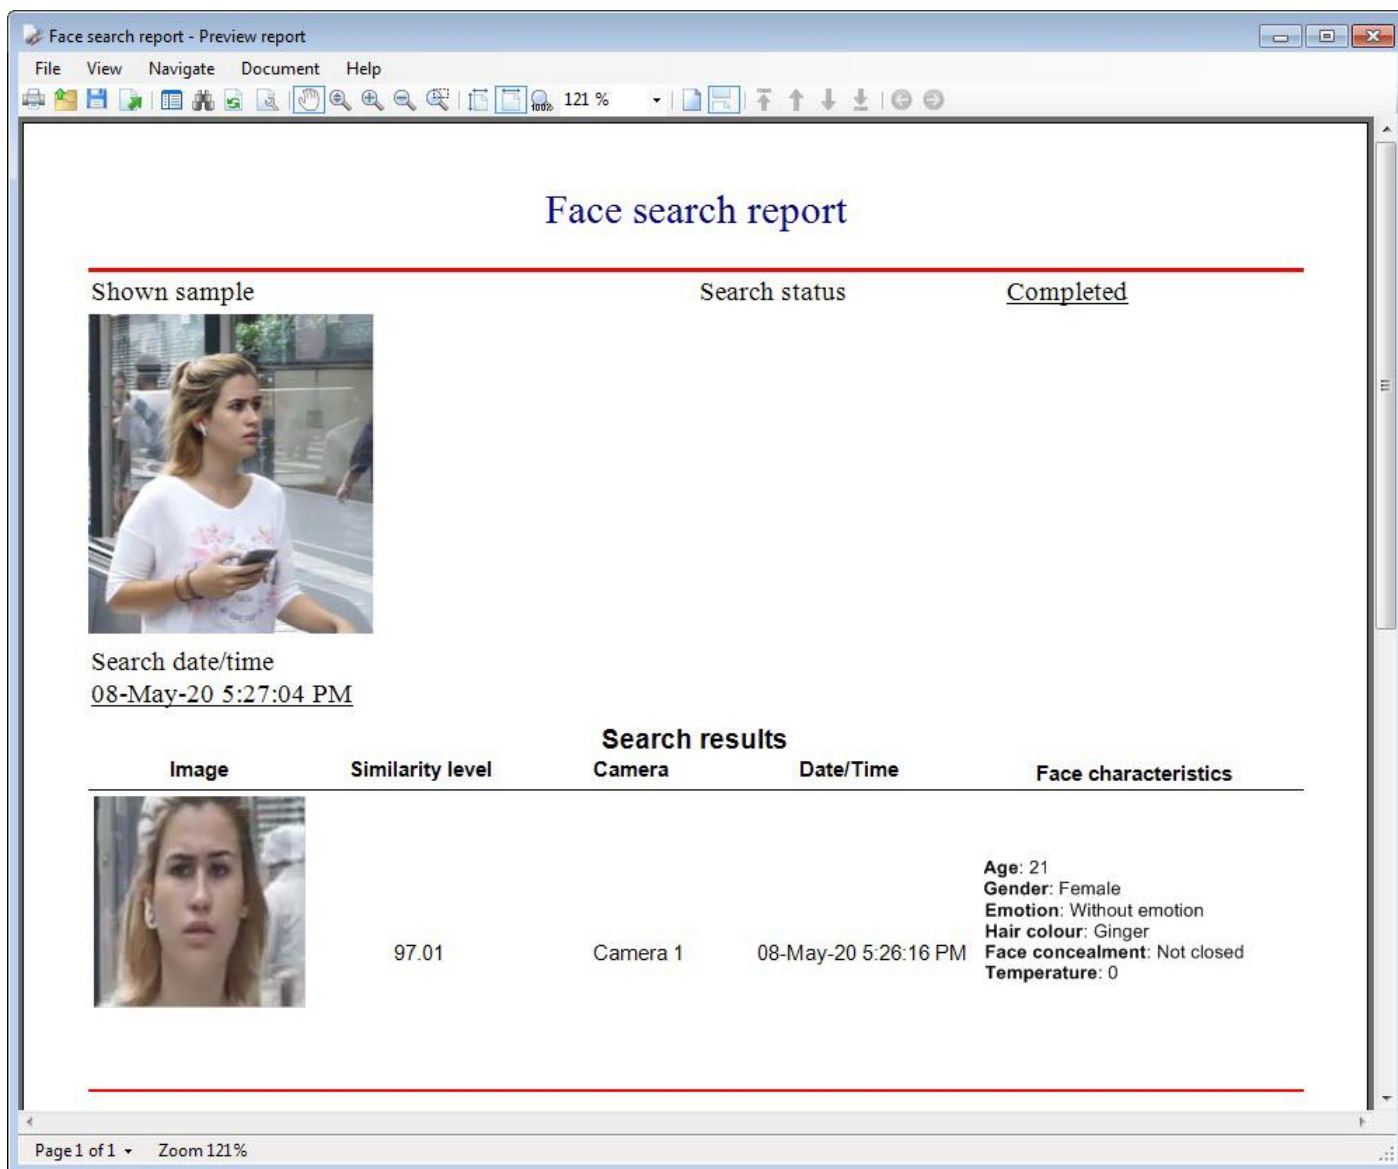 Face search report - Preview report
File View Navigate Document Help
100% 121 %
Face search report
Shown sample Search status Completed
Search date/time
08-May-20 5:27:04 PM
Search results
Image Similarity level Camera Date/Time Face characteristics
Age: 21
Gender: Female
Emotion: Without emotion
Hair colour: Ginger
97.01 Camera 1 08-May-20 5:26:16 PM Face concealment: Not closed
Temperature: 0
Page 1 of 1 Zoom 121%